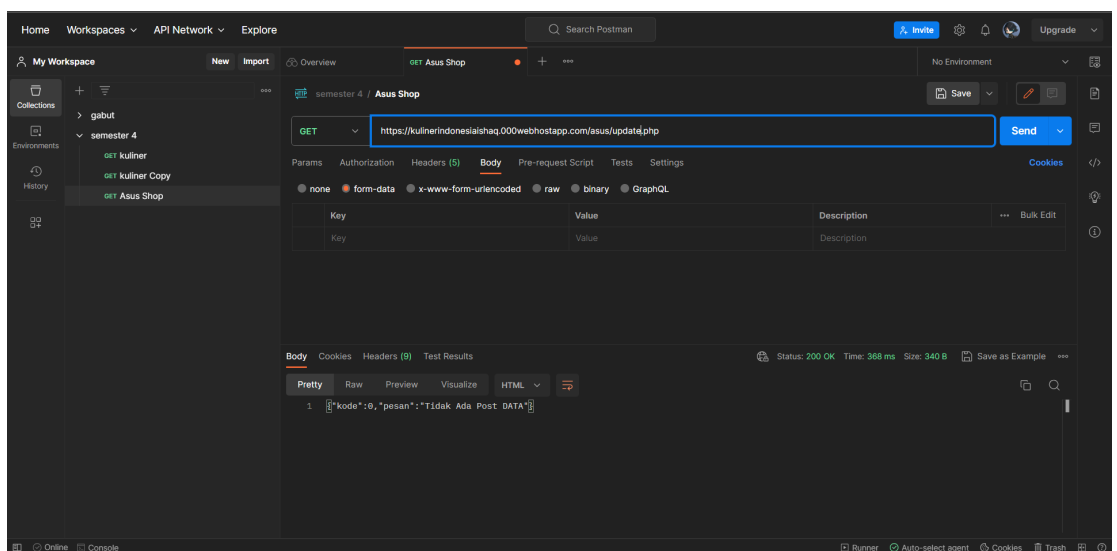 Home Workspaces API Network Explore Search Postman Invite Upgrade
My Workspace New Import Overview GET Asus Shop No Environment
Collections
Environments
History
gabut
semester 4
GET kuliner
GET kuliner Copy
GET Asus Shop
HTTP semester 4 / Asus Shop Save
GET https://kulinerindonesiaishaq.000webhostapp.com/asus/update.php Send
Params Authorization Headers (5) Body Pre-request Script Tests Settings Cookies
none form-data x-www-form-urlencoded raw binary GraphQL
Key Value Description Bulk Edit
Key Value Description
Body Cookies Headers (9) Test Results Status: 200 OK Time: 368 ms Size: 340 B Save as Example
Pretty Raw Preview Visualize HTML
1 {"kode":0,"pesan":"Tidak Ada Post DATA"}
Online Console Runner Auto-select agent Cookies Trash